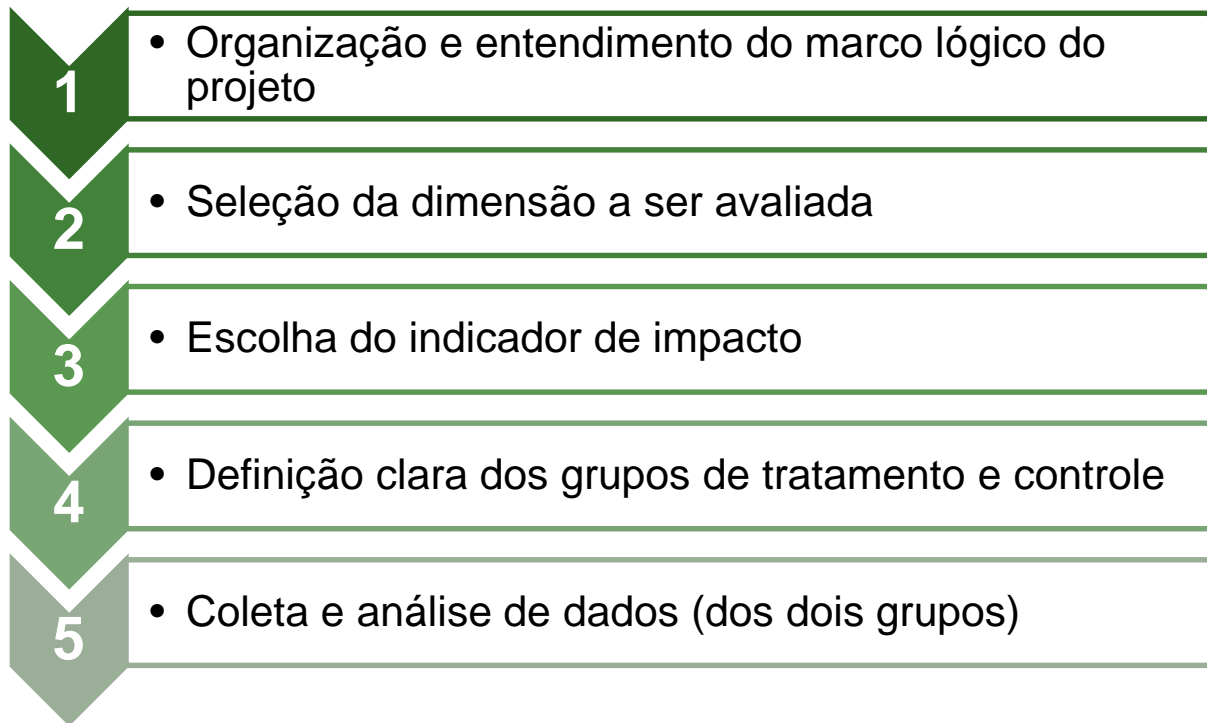 1
• Organização e entendimento do marco lógico do
projeto
2
• Seleção da dimensão a ser avaliada
3
• Escolha do indicador de impacto
4
• Definição clara dos grupos de tratamento e controle
5
• Coleta e análise de dados (dos dois grupos)